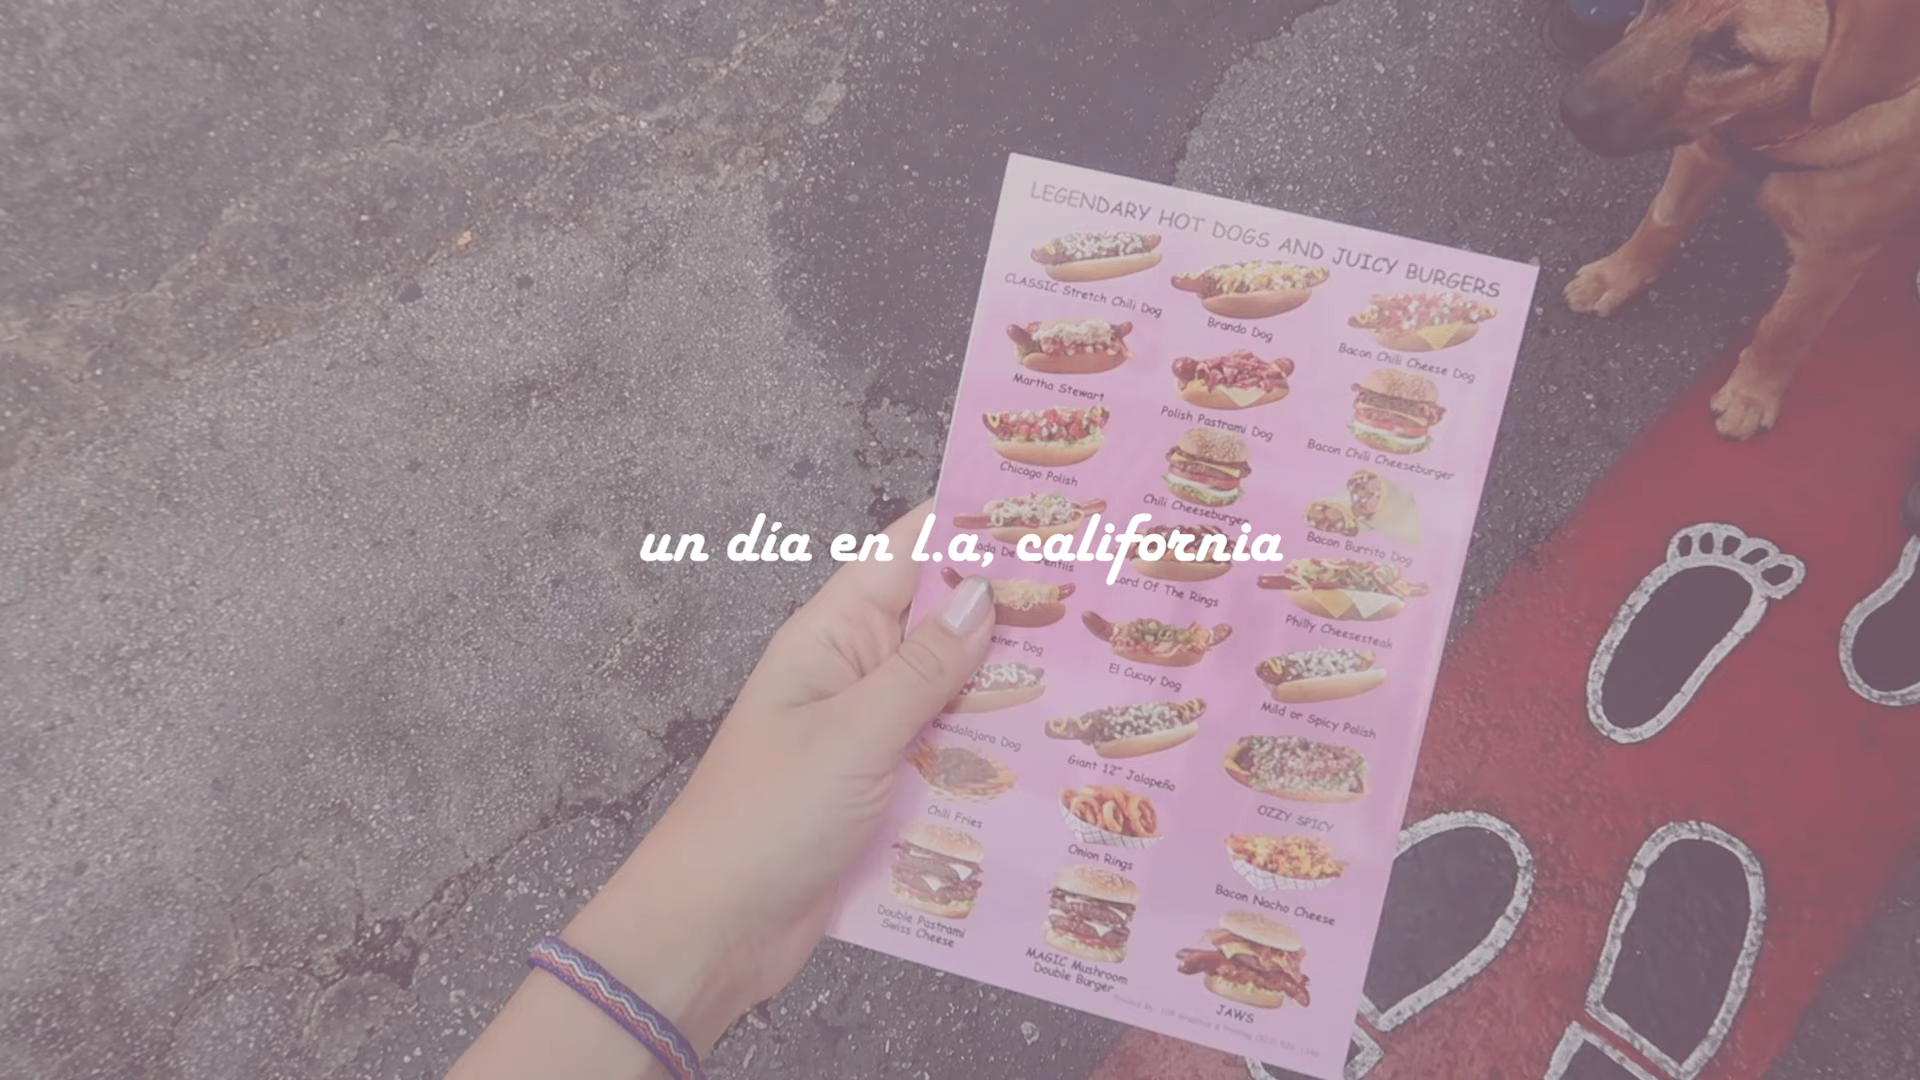 LEGENDARY HOT DOGS AND JUICY BURGERS
CLASSIC Stretch Chili Dog
Brando Dog
Bacon Chili Cheese Dog
Martha Stewart
Polish Pastrami Dog
Bacon Chili Cheeseburger
Chicago Polish
Chili Cheeseburger
Bacon Burrito Dog
un día en l.a, california
Lord Of The Rings
Philly Cheesesteak
Dog
El Cucuy Dog
Mild or Spicy Polish
Guadalajara Dog
Giant 12" Jalapeño
OZZY SPICY
Chili Fries
Onion Rings
Bacon Nacho Cheese
Double Pastrami
Swiss Cheese
MAGIC Mushroom
Double Burger
JAWS